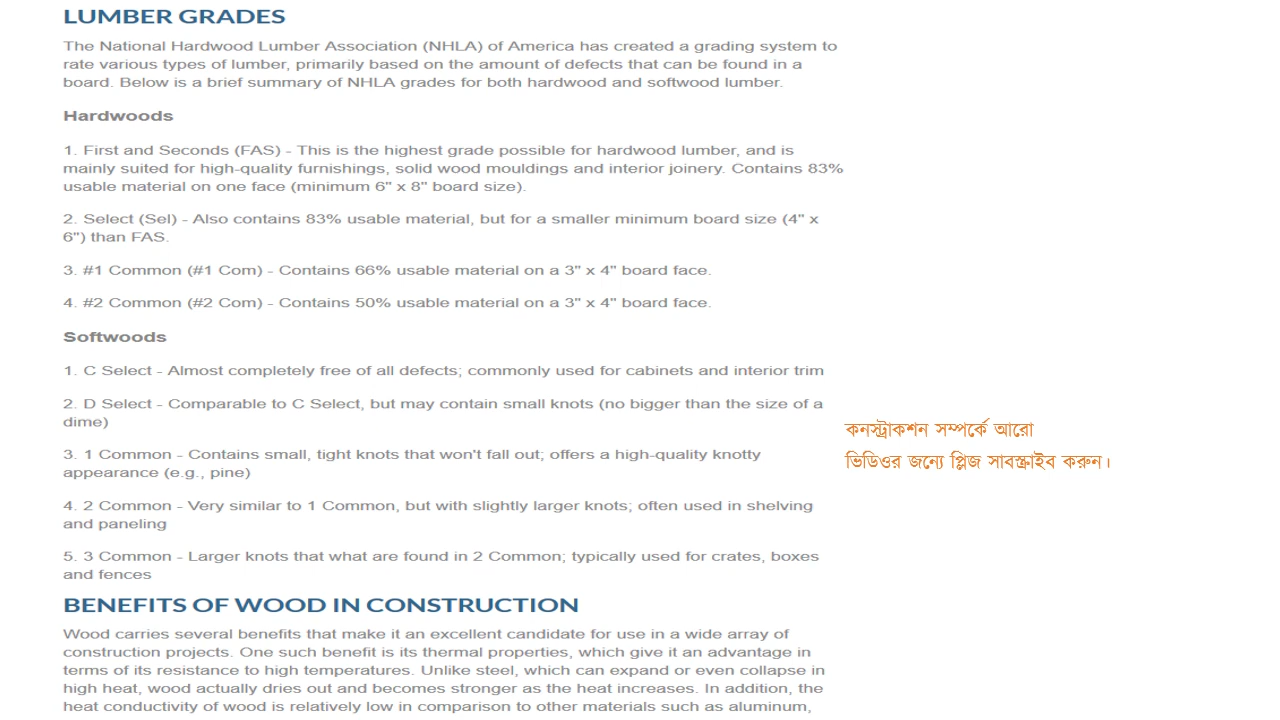 LUMBER GRADES
The National Hardwood Lumber Association (NHLA) of America has created a grading system to
rate various types of lumber, primarily based on the amount of defects that can be found in a
board. Below is a brief summary of NHLA grades for both hardwood and softwood lumber.
Hardwoods
1. First and Seconds (FAS) - This is the highest grade possible for hardwood lumber, and is
mainly suited for high-quality furnishings, solid wood mouldings and interior joinery. Contains 83%
usable material on one face (minimum 6" x 8" board size).
2. Select (Sel) - Also contains 83% usable material, but for a smaller minimum board size (4" x
6") than FAS.
3. #1 Common (#1 Com) - Contains 66% usable material on a 3" x 4" board face.
4. #2 Common (#2 Com) - Contains 50% usable material on a 3" x 4" board face.
Softwoods
1. C Select - Almost completely free of all defects; commonly used for cabinets and interior trim
2. D Select - Comparable to C Select, but may contain small knots (no bigger than the size of a
dime)
3. 1 Common - Contains small, tight knots that won't fall out; offers a high-quality knotty
appearance (e.g., pine)
4. 2 Common - Very similar to 1 Common, but with slightly larger knots; often used in shelving
and paneling
5. 3 Common - Larger knots that what are found in 2 Common; typically used for crates, boxes
and fences
কনস্ট্রাকশন সম্পর্কে আরো
ভিডিওর জন্যে প্লিজ সাবস্ক্রাইব করুন।
BENEFITS OF WOOD IN CONSTRUCTION
Wood carries several benefits that make it an excellent candidate for use in a wide array of
construction projects. One such benefit is its thermal properties, which give it an advantage in
terms of its resistance to high temperatures. Unlike steel, which can expand or even collapse in
high heat, wood actually dries out and becomes stronger as the heat increases. In addition, the
heat conductivity of wood is relatively low in comparison to other materials such as aluminum,